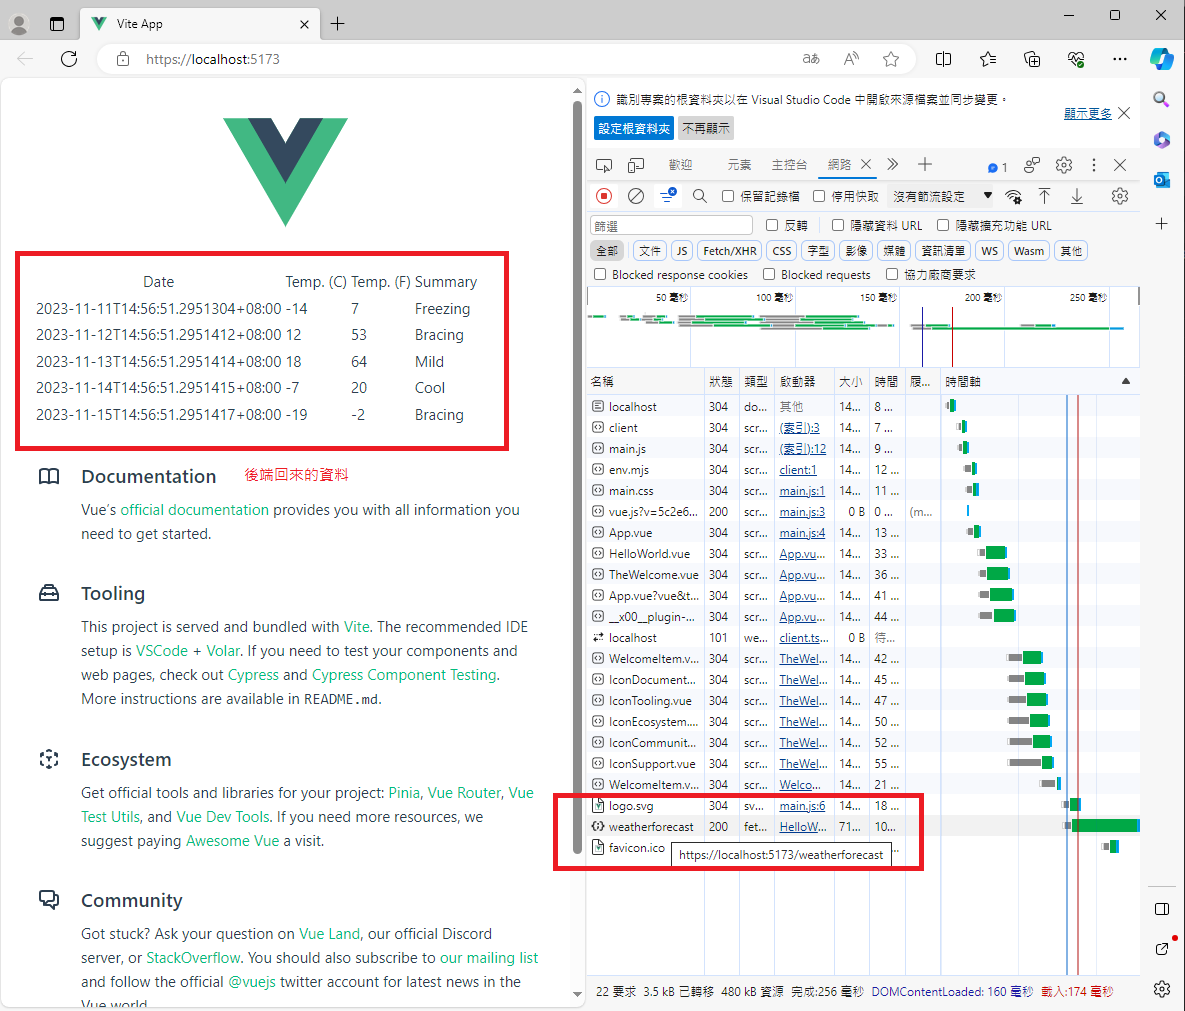 Vite App
https://localhost:5173
識別專案的根資料夾以在 Visual Studio Code 中開啟來源檔案並同步變更。
顯示更多
設定根資料夾 不再顯示
歡迎 元素 主控台 網路 1
保留記錄檔 停用快取 沒有節流設定
篩選 反轉 隱藏資料 URL 隱藏擴充功能 URL
全部 文件 JS Fetch/XHR CSS 字型 影像 媒體 資訊清單 WS Wasm 其他
Blocked response cookies Blocked requests 協力廠商要求
50 毫秒 100 毫秒 150 毫秒 200 毫秒 250 毫秒
名稱 狀態 類型 啟動器 大小 時間 履... 時間軸
localhost 304 do... 其他 14... 8 ...
client 304 scr... (索引):3 14... 7 ...
main.js 304 scr... (索引):12 14... 9 ...
env.mjs 304 scr... client:1 14... 12 ...
main.css 304 scr... main.js:1 14... 11 ...
vue.js?v=5c2e6... 200 scr... main.js:3 0 B 0 ... (m...
App.vue 304 scr... main.js:4 14... 13 ...
HelloWorld.vue 304 scr... App.vu... 14... 33 ...
TheWelcome.vue 304 scr... App.vu... 14... 36 ...
App.vue?vue&t... 304 scr... App.vu... 14... 41 ...
__x00__plugin-... 304 scr... App.vu... 14... 44 ...
localhost 101 we... client.ts... 0 B 待...
WelcomeItem.v... 304 scr... TheWel... 14... 42 ...
IconDocument... 304 scr... TheWel... 14... 45 ...
IconTooling.vue 304 scr... TheWel... 14... 47 ...
IconEcosystem.... 304 scr... TheWel... 14... 50 ...
IconCommunit... 304 scr... TheWel... 14... 52 ...
IconSupport.vue 304 scr... TheWel... 14... 55 ...
WelcomeItem.v... 304 scr... Welco... 14... 21 ...
logo.svg 304 sv... main.js:6 14... 18 ...
weatherforecast 200 fet... HelloW... 71... 10...
favicon.ico
https://localhost:5173/weatherforecast
22 要求 3.5 kB 已轉移 480 kB 資源 完成:256 毫秒 DOMContentLoaded: 160 毫秒 載入:174 毫秒
Date Temp. (C) Temp. (F) Summary
2023-11-11T14:56:51.2951304+08:00 -14 7 Freezing
2023-11-12T14:56:51.2951412+08:00 12 53 Bracing
2023-11-13T14:56:51.2951414+08:00 18 64 Mild
2023-11-14T14:56:51.2951415+08:00 -7 20 Cool
2023-11-15T14:56:51.2951417+08:00 -19 -2 Bracing
Documentation 後端回來的資料
Vue’s official documentation provides you with all information you
need to get started.
Tooling
This project is served and bundled with Vite. The recommended IDE
setup is VSCode + Volar. If you need to test your components and
web pages, check out Cypress and Cypress Component Testing.
More instructions are available in README.md.
Ecosystem
Get official tools and libraries for your project: Pinia, Vue Router, Vue
Test Utils, and Vue Dev Tools. If you need more resources, we
suggest paying Awesome Vue a visit.
Community
Got stuck? Ask your question on Vue Land, our official Discord
server, or StackOverflow. You should also subscribe to our mailing list
and follow the official @vuejs twitter account for latest news in the
Vue world.